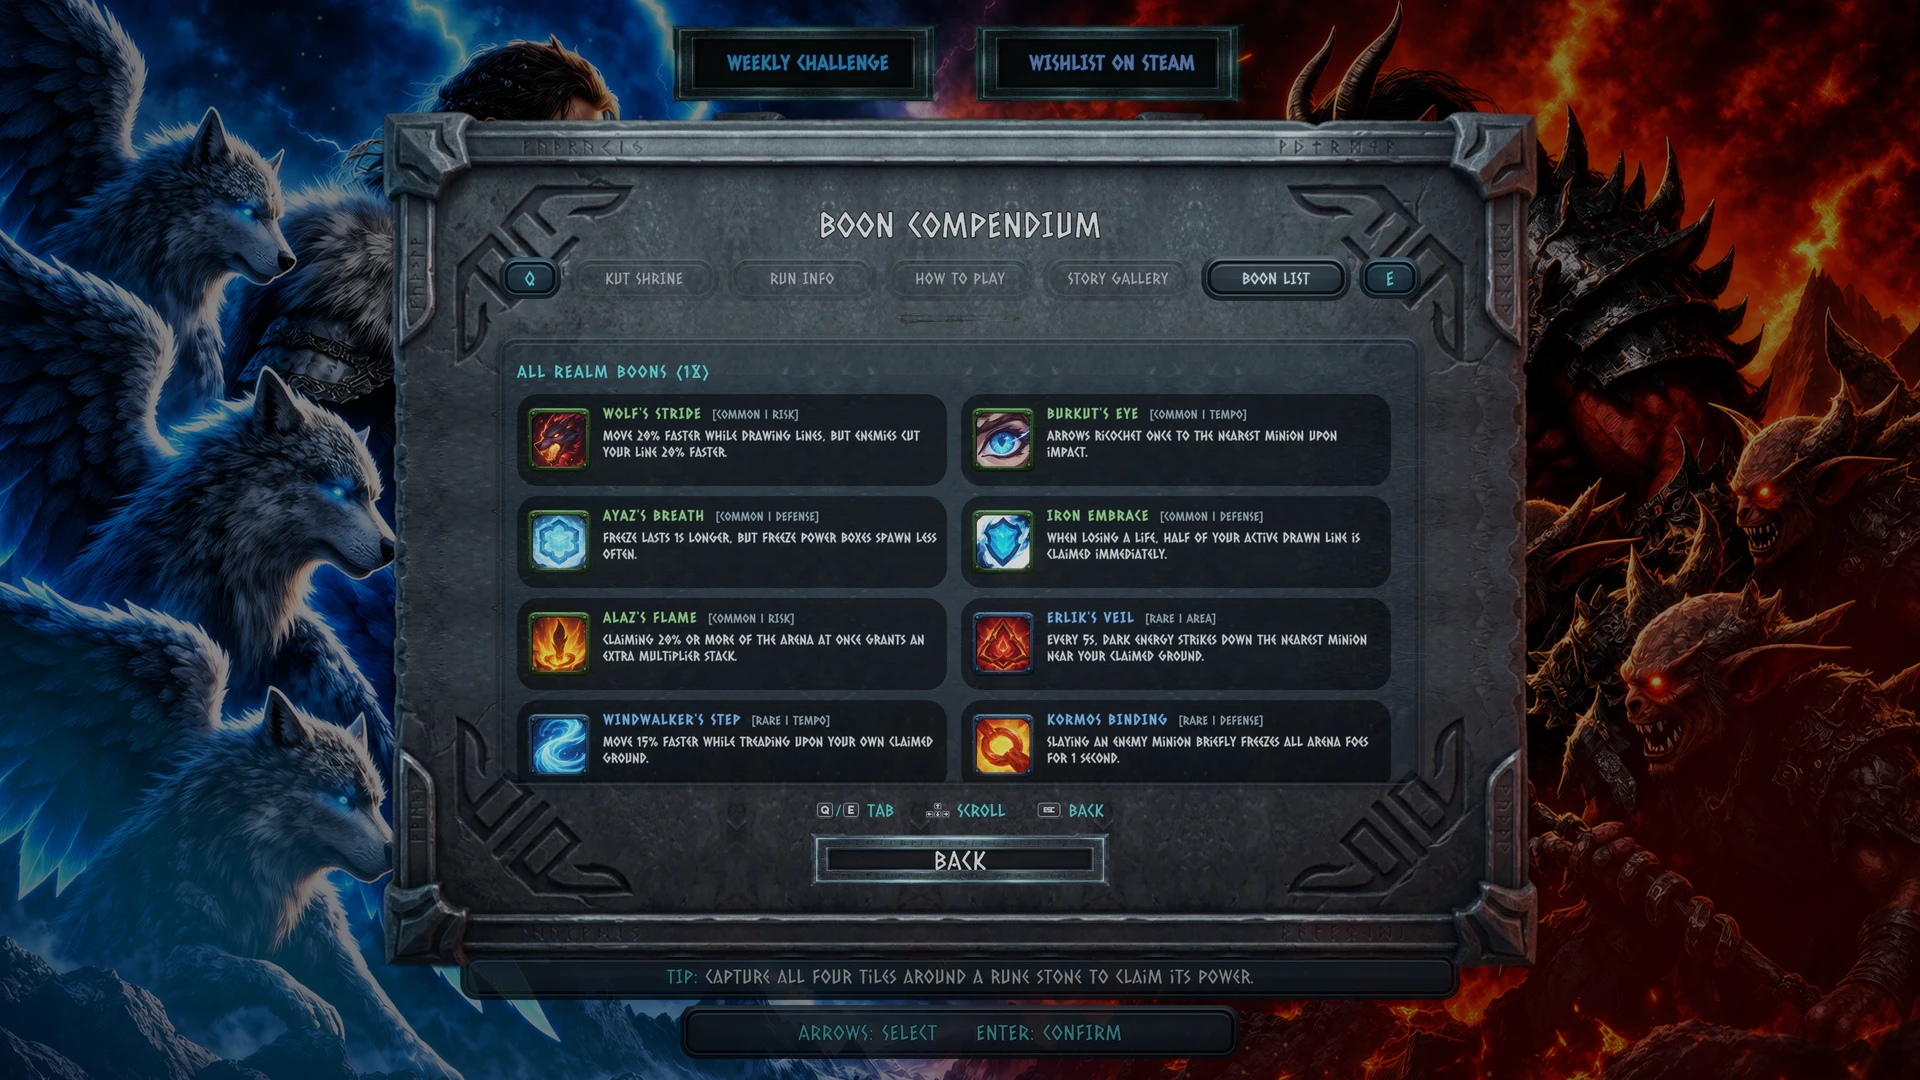 WEEKLY CHALLENGE
WISHLIST ON STEAM
BOON COMPENDIUM
Q
KUT SHRINE
RUN INFO
HOW TO PLAY
STORY GALLERY
BOON LIST
E
ALL REALM BOONS (18)
WOLF'S STRIDE [COMMON | RISK]
MOVE 20% FASTER WHILE DRAWING LINES, BUT ENEMIES CUT
YOUR LINE 20% FASTER.
BURKUT'S EYE [COMMON | TEMPO]
ARROWS RICOCHET ONCE TO THE NEAREST MINION UPON
IMPACT.
AYAZ'S BREATH [COMMON | DEFENSE]
FREEZE LASTS 1S LONGER, BUT FREEZE POWER BOXES SPAWN LESS
OFTEN.
IRON EMBRACE [COMMON | DEFENSE]
WHEN LOSING A LIFE, HALF OF YOUR ACTIVE DRAWN LINE IS
CLAIMED IMMEDIATELY.
ALAZ'S FLAME [COMMON | RISK]
CLAIMING 20% OR MORE OF THE ARENA AT ONCE GRANTS AN
EXTRA MULTIPLIER STACK.
ERLIK'S VEIL [RARE | AREA]
EVERY 5S, DARK ENERGY STRIKES DOWN THE NEAREST MINION
NEAR YOUR CLAIMED GROUND.
WINDWALKER'S STEP [RARE | TEMPO]
MOVE 15% FASTER WHILE TREADING UPON YOUR OWN CLAIMED
GROUND.
KORMOS BINDING [RARE | DEFENSE]
SLAYING AN ENEMY MINION BRIEFLY FREEZES ALL ARENA FOES
FOR 1 SECOND.
Q/E TAB SCROLL ESC BACK
BACK
TIP: CAPTURE ALL FOUR TILES AROUND A RUNE STONE TO CLAIM ITS POWER.
ARROWS: SELECT ENTER: CONFIRM